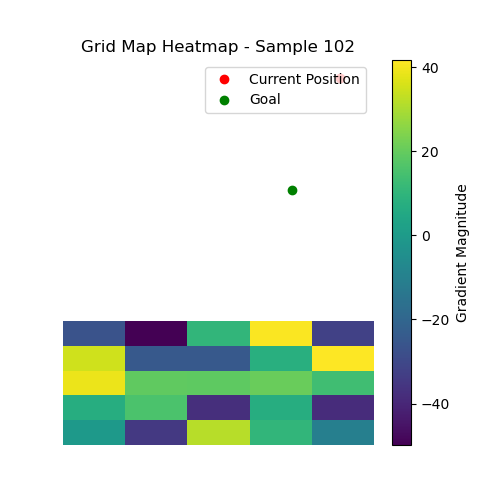 Grid Map Heatmap - Sample 102
Current Position
Goal
40
20
0
−20
−40
Gradient Magnitude